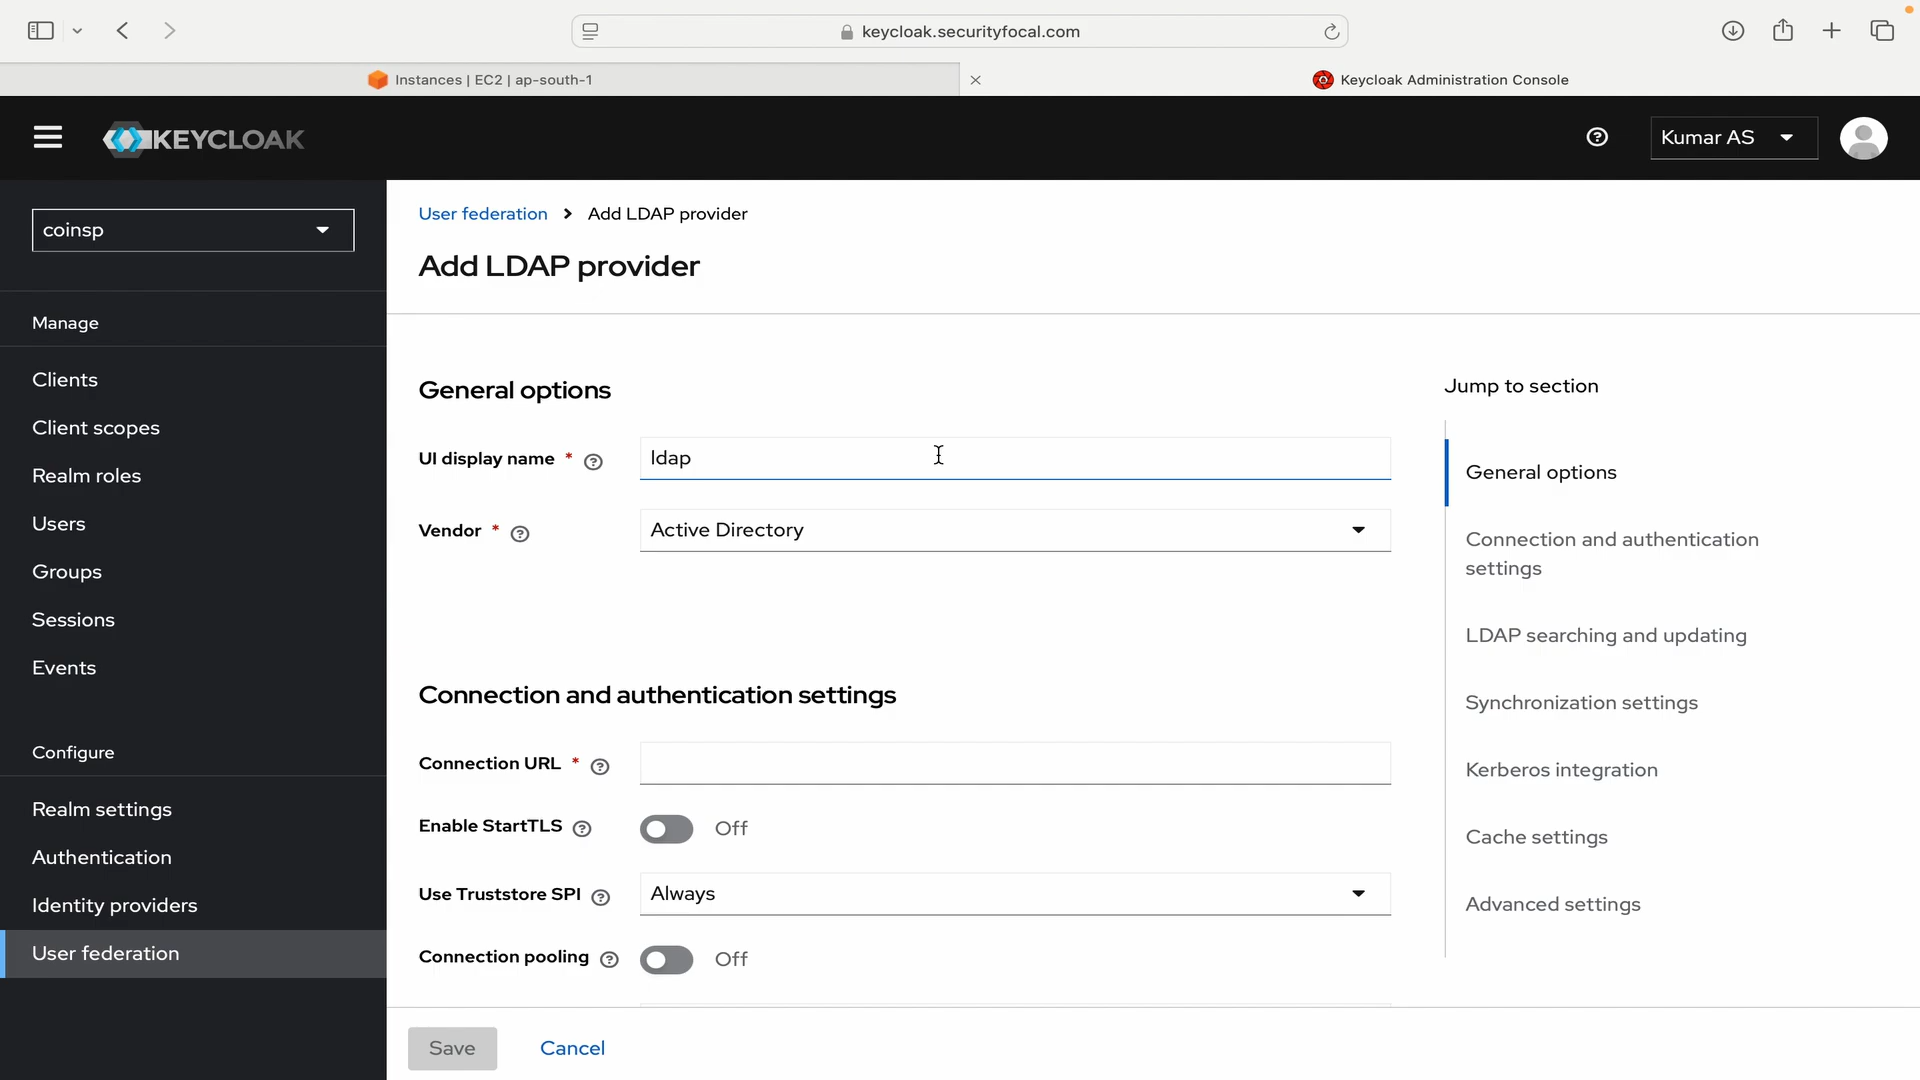 keycloak.securityfocal.com
Instances | EC2 | ap-south-1
Keycloak Administration Console
KEYCLOAK
Kumar AS
coinsp
Manage
Clients
Client scopes
Realm roles
Users
Groups
Sessions
Events
Configure
Realm settings
Authentication
Identity providers
User federation
User federation > Add LDAP provider
Add LDAP provider
General options
UI display name *
ldap
Vendor *
Active Directory
Connection and authentication settings
Connection URL *
Enable StartTLS
Off
Use Truststore SPI
Always
Connection pooling
Off
Save
Cancel
Jump to section
General options
Connection and authentication
settings
LDAP searching and updating
Synchronization settings
Kerberos integration
Cache settings
Advanced settings